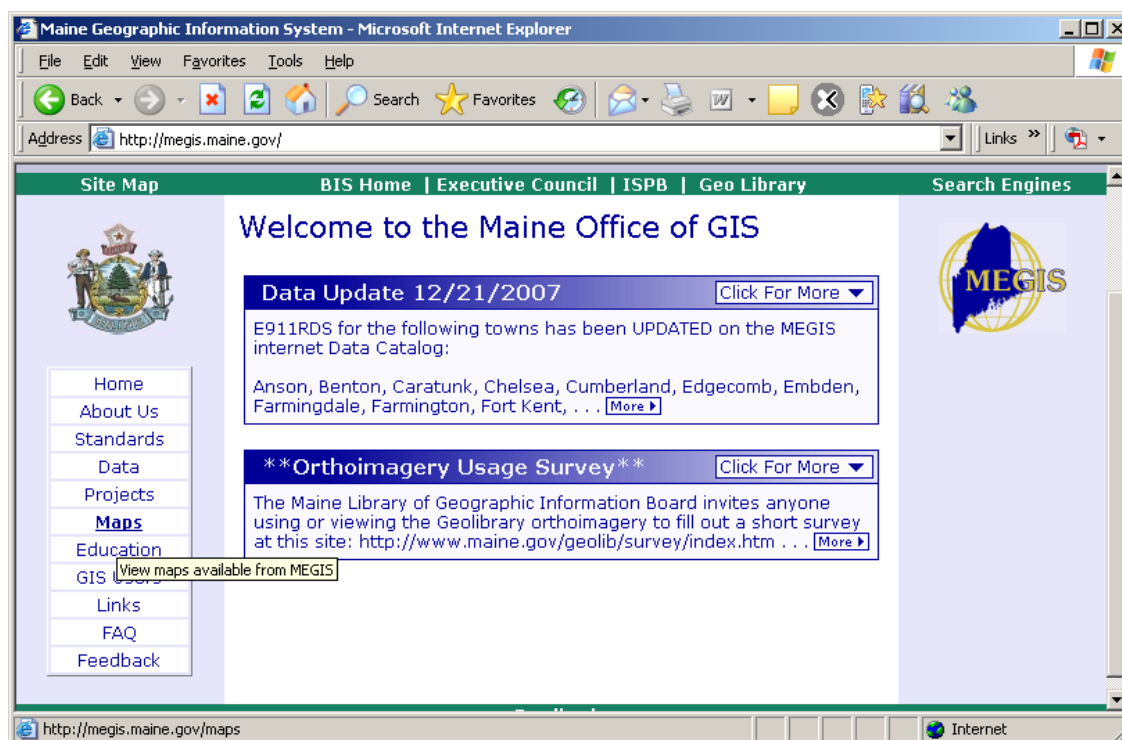 Maine Geographic Information System - Microsoft Internet Explorer
File Edit View Favorites Tools Help
Back Search Favorites
Address http://megis.maine.gov/ Links »
Site Map BIS Home | Executive Council | ISPB | Geo Library Search Engines
Welcome to the Maine Office of GIS
MEGIS
Data Update 12/21/2007 Click For More
E911RDS for the following towns has been UPDATED on the MEGIS
internet Data Catalog:
Anson, Benton, Caratunk, Chelsea, Cumberland, Edgecomb, Embden,
Farmingdale, Farmington, Fort Kent, . . . More
**Orthoimagery Usage Survey** Click For More
The Maine Library of Geographic Information Board invites anyone
using or viewing the Geolibrary orthoimagery to fill out a short survey
at this site: http://www.maine.gov/geolib/survey/index.htm . . . More
Home
About Us
Standards
Data
Projects
Maps
Education
View maps available from MEGIS
GIS Users
Links
FAQ
Feedback
http://megis.maine.gov/maps Internet